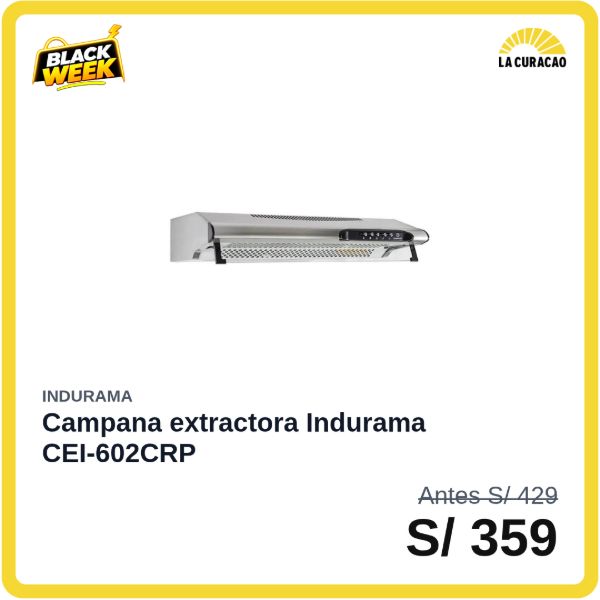 BLACK
WEEK
LA CURACAO
INDURAMA
Campana extractora Indurama
CEI-602CRP
Antes S/ 429
S/ 359